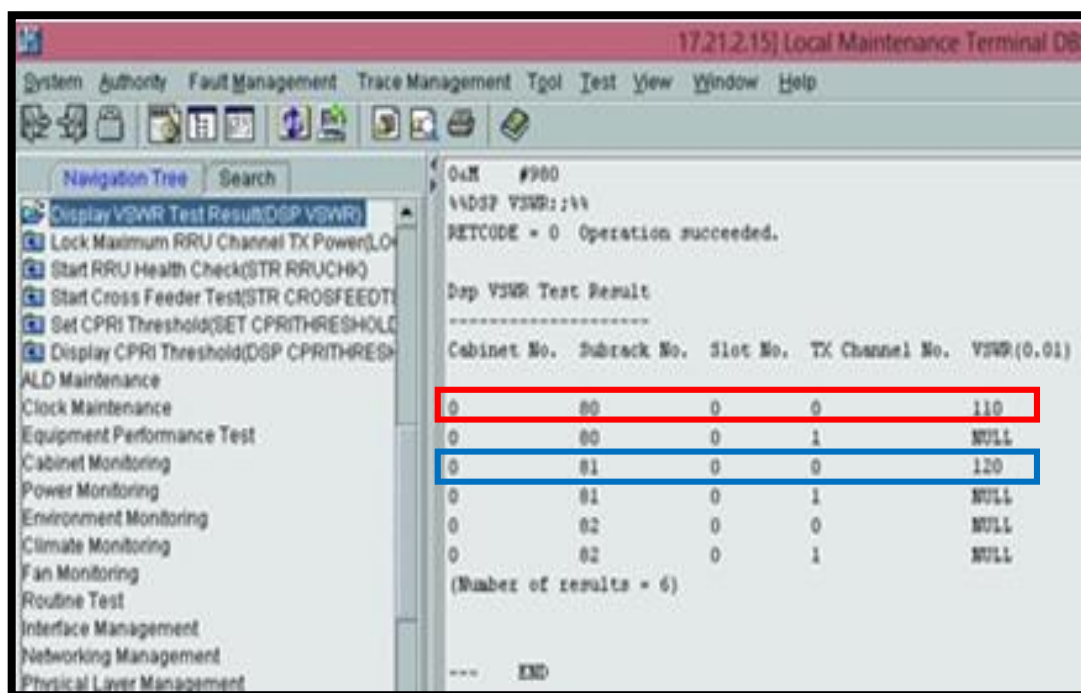 17.21.2.15] Local Maintenance Terminal DB
System Authority Fault Management Trace Management Tool Test View Window Help
Navigation Tree Search
Display VSWR Test Result(DSP VSWR)
Lock Maximum RRU Channel TX Power(LO
Start RRU Health Check(STR RRUCHK)
Start Cross Feeder Test(STR CROSFEEDT
Set CPRI Threshold(SET CPRITHRESHOLD
Display CPRI Threshold(DSP CPRITHRESH
ALD Maintenance
Clock Maintenance
Equipment Performance Test
Cabinet Monitoring
Power Monitoring
Environment Monitoring
Climate Monitoring
Fan Monitoring
Routine Test
Interface Management
Networking Management
Physical Layer Management
O&M #980
%%DSP VSWR:;%%
RETCODE = 0 Operation succeeded.
Dsp VSWR Test Result
--------------------
Cabinet No. Subrack No. Slot No. TX Channel No. VSWR(0.01)
0 80 0 0 110
0 80 0 1 NULL
0 81 0 0 120
0 81 0 1 NULL
0 82 0 0 NULL
0 82 0 1 NULL
(Number of results = 6)
--- END